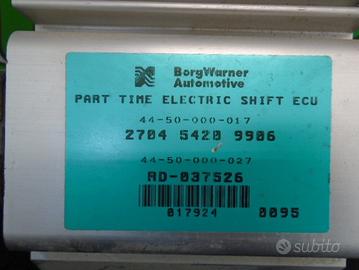 BorgWarner
Automotive
PART TIME ELECTRIC SHIFT ECU
44-50-000-017
2704 5420 9906
44-50-000-027
AD-037526
017924 0095
subito